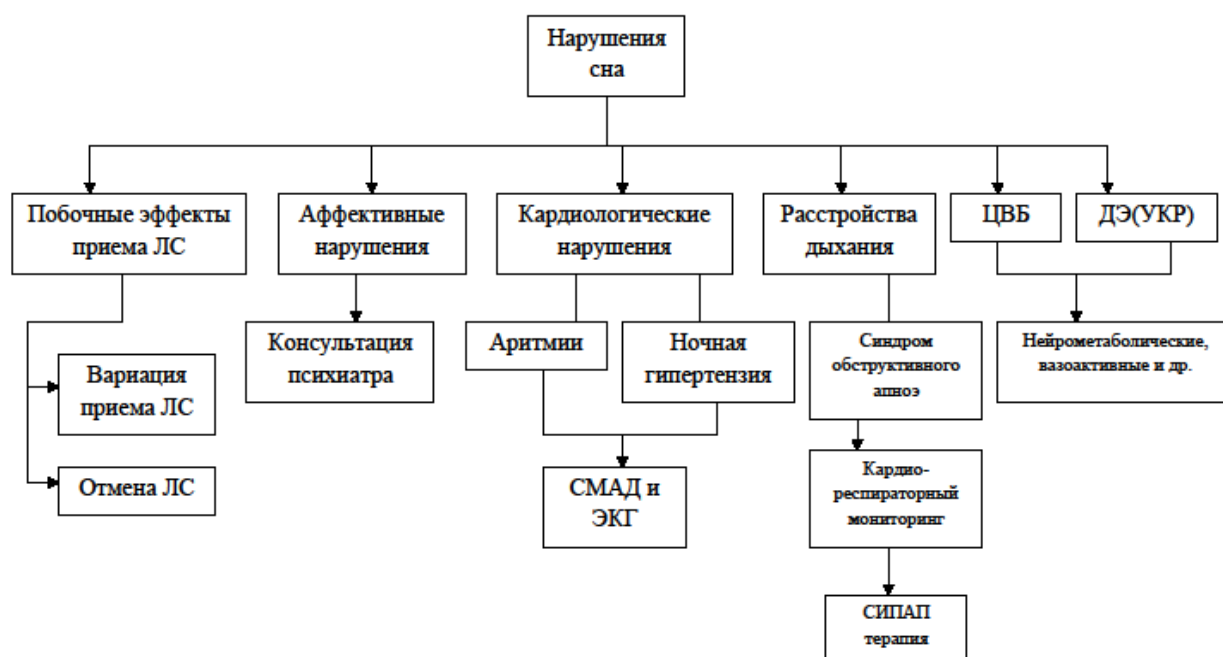 Нарушения
сна
Побочные эффекты
приема ЛС
Аффективные
нарушения
Кардиологические
нарушения
Расстройства
дыхания
ЦВБ
ДЭ(УКР)
Консультация
психиатра
Аритмии
Ночная
гипертензия
Синдром
обструктивного
апноэ
Нейрометаболические,
вазоактивные и др.
Вариация
приема ЛС
Отмена ЛС
СМАД и
ЭКГ
Кардио-
респираторный
мониторинг
СИПАП
терапия